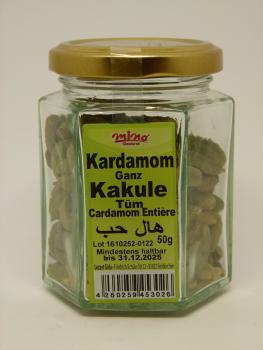 mino
Kardamom
Ganz
Kakule
Tüm
Cardamom Entière
هال حب
50g
Lot 1610252-0122
Mindestens haltbar
bis 31.12.2025
4260259453026